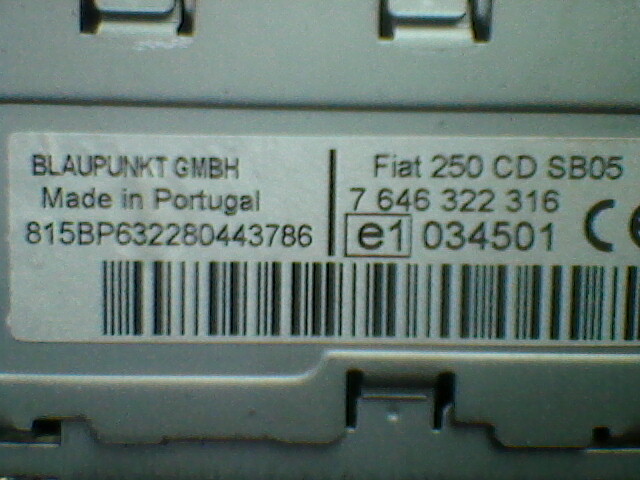 BLAUPUNKT GMBH
Made in Portugal
815BP632280443786
Fiat 250 CD SB05
7 646 322 316
e1 034501
CE